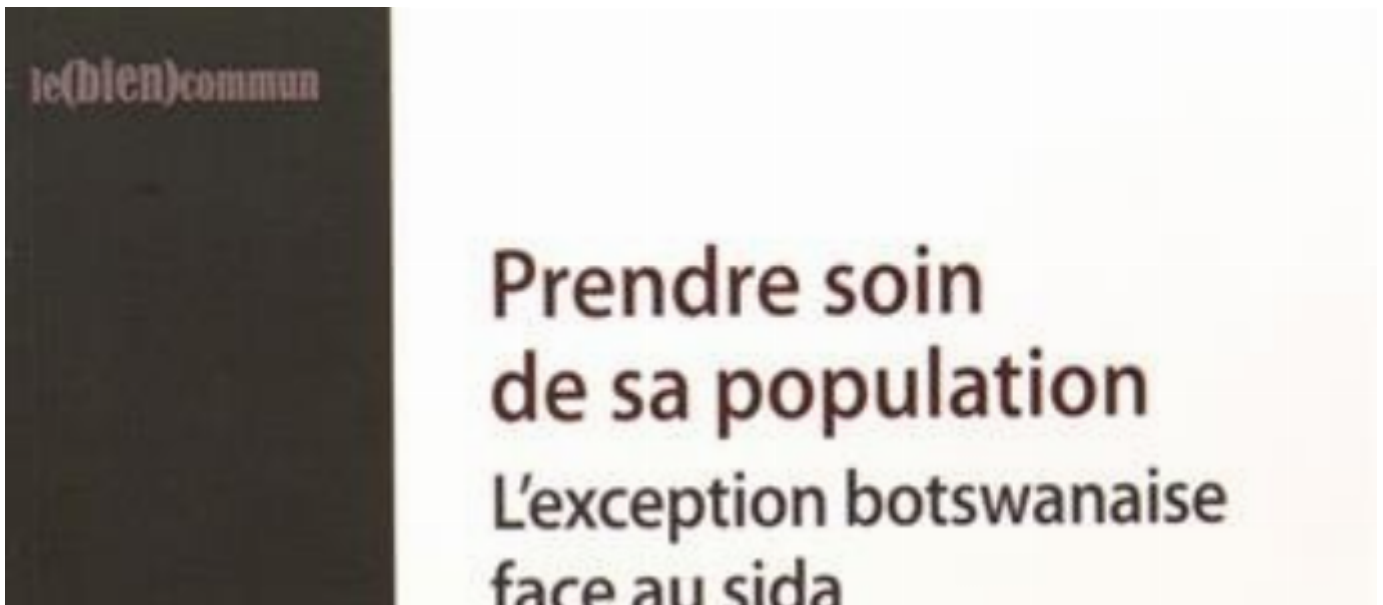 le(bien)commun
Prendre soin
de sa population
L'exception botswanaise
face au sida